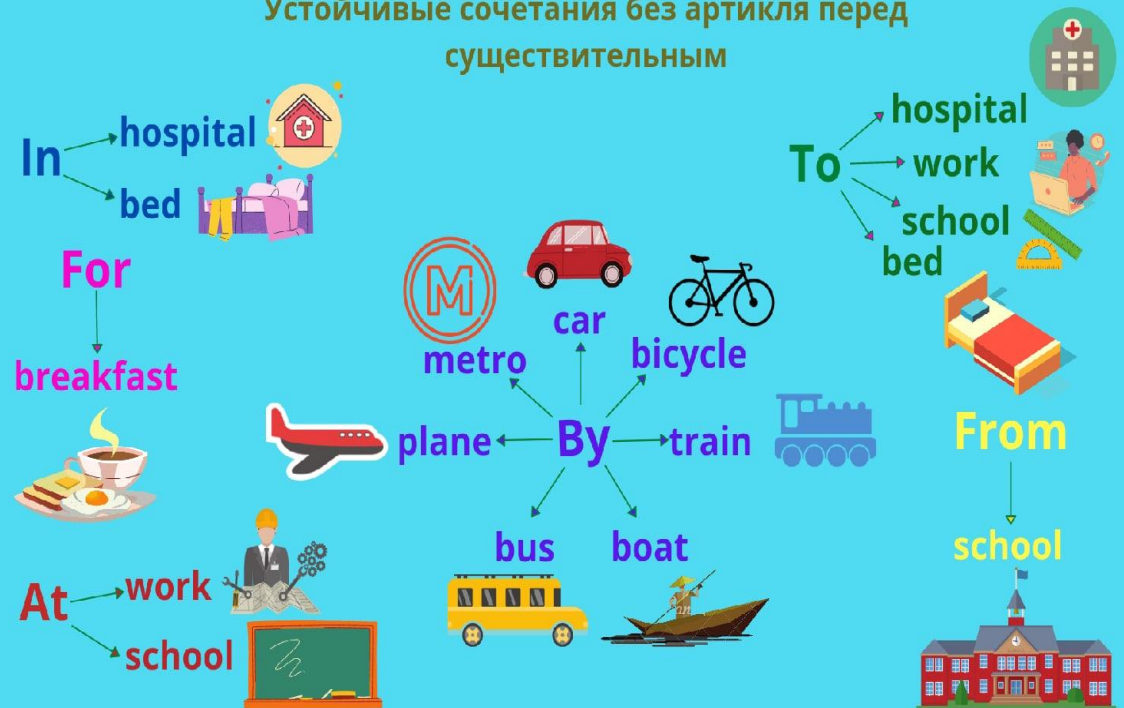 Устойчивые сочетания без артикля перед
существительным
In
hospital
bed
For
breakfast
At
work
school
By
metro
car
bicycle
plane
train
bus
boat
M
To
hospital
work
school
bed
From
school